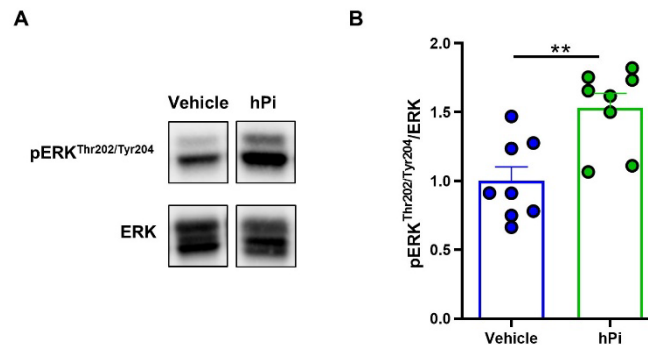 A
Vehicle hPi
pERKThr202/Tyr204
ERK
B
pERKThr202/Tyr204/ERK
2.0
1.5
1.0
0.5
0.0
**
Vehicle hPi